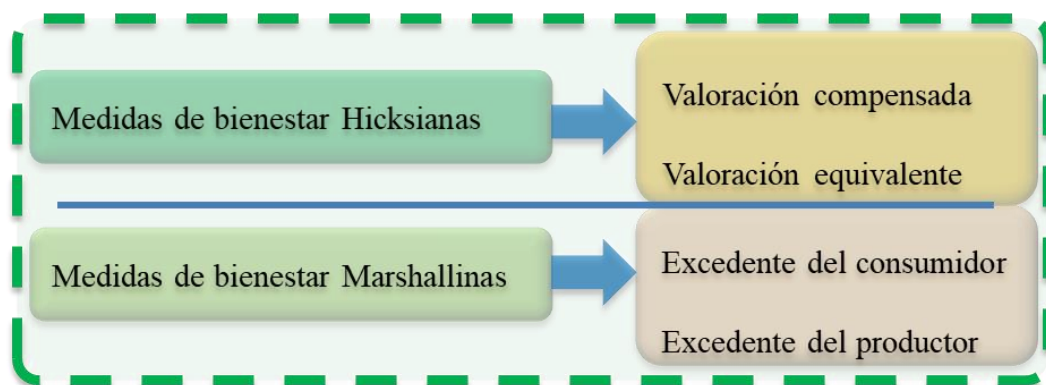 Medidas de bienestar Hicksianas
Valoración compensada
Valoración equivalente
Medidas de bienestar Marshallinas
Excedente del consumidor
Excedente del productor